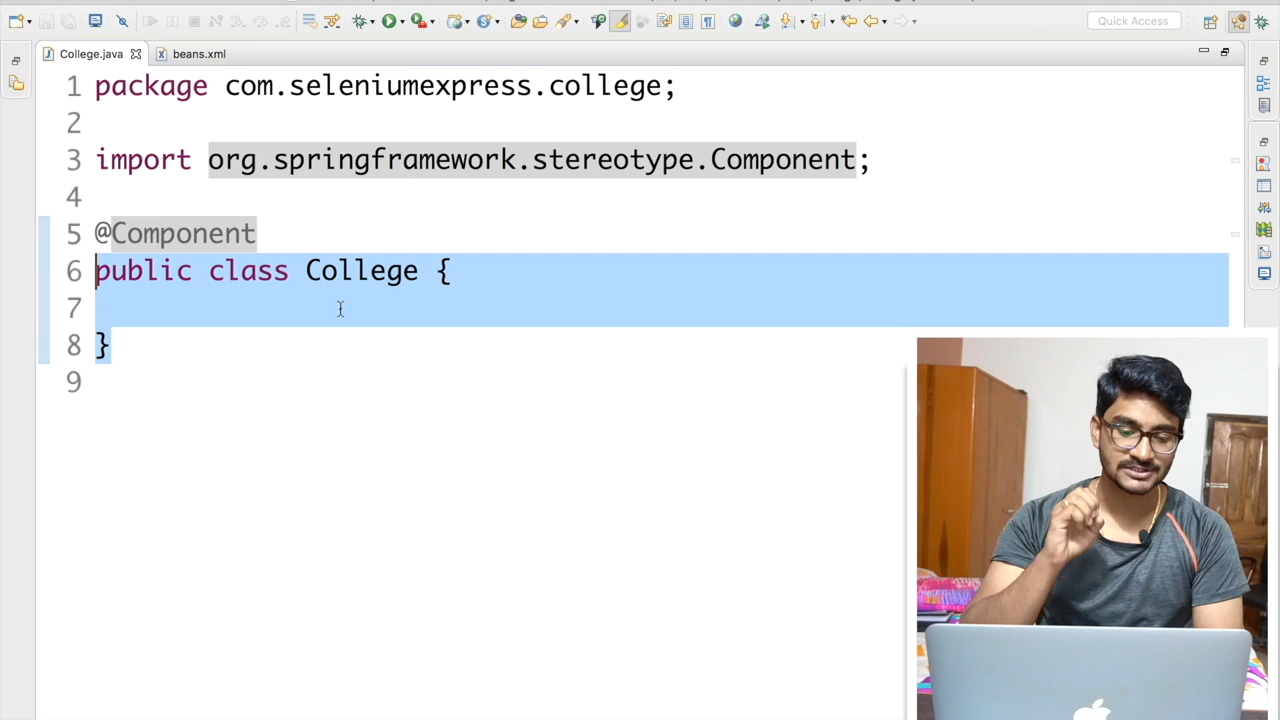 Quick Access
College.java
beans.xml
1 package com.seleniumexpress.college;
2
3 import org.springframework.stereotype.Component;
4
5 @Component
6 public class College {
7
8 }
9